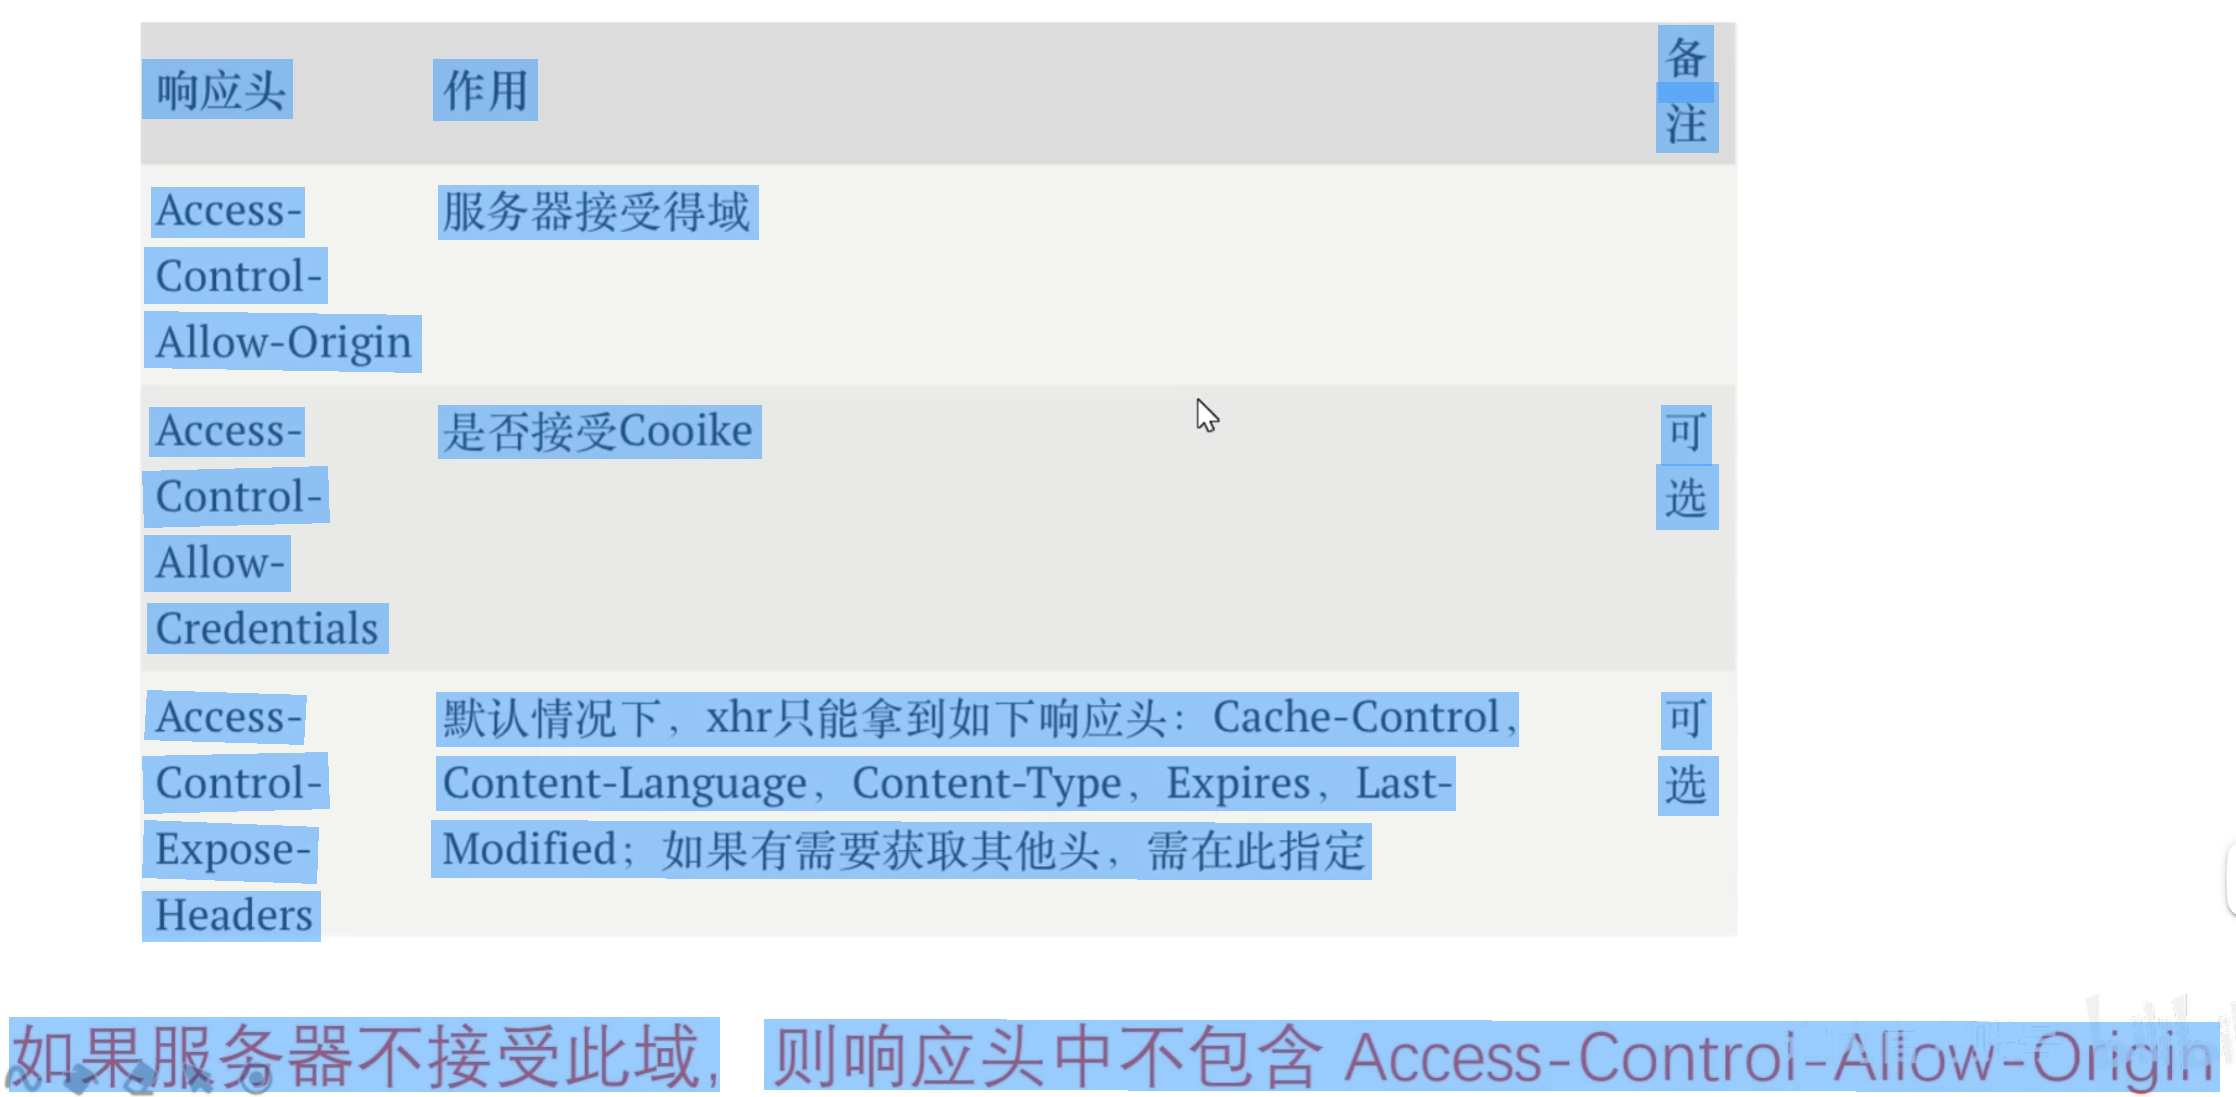 响应头 作用 备
注
Access- 服务器接受得域
Control-
Allow-Origin
Access- 是否接受Cooike 可
Control- 选
Allow-
Credentials
Access- 默认情况下，xhr只能拿到如下响应头：Cache-Control, 可
Control- Content-Language，Content-Type，Expires，Last- 选
Expose- Modified；如果有需要获取其他头，需在此指定
Headers
如果服务器不接受此域，则响应头中不包含 Access-Control-Allow-Origin